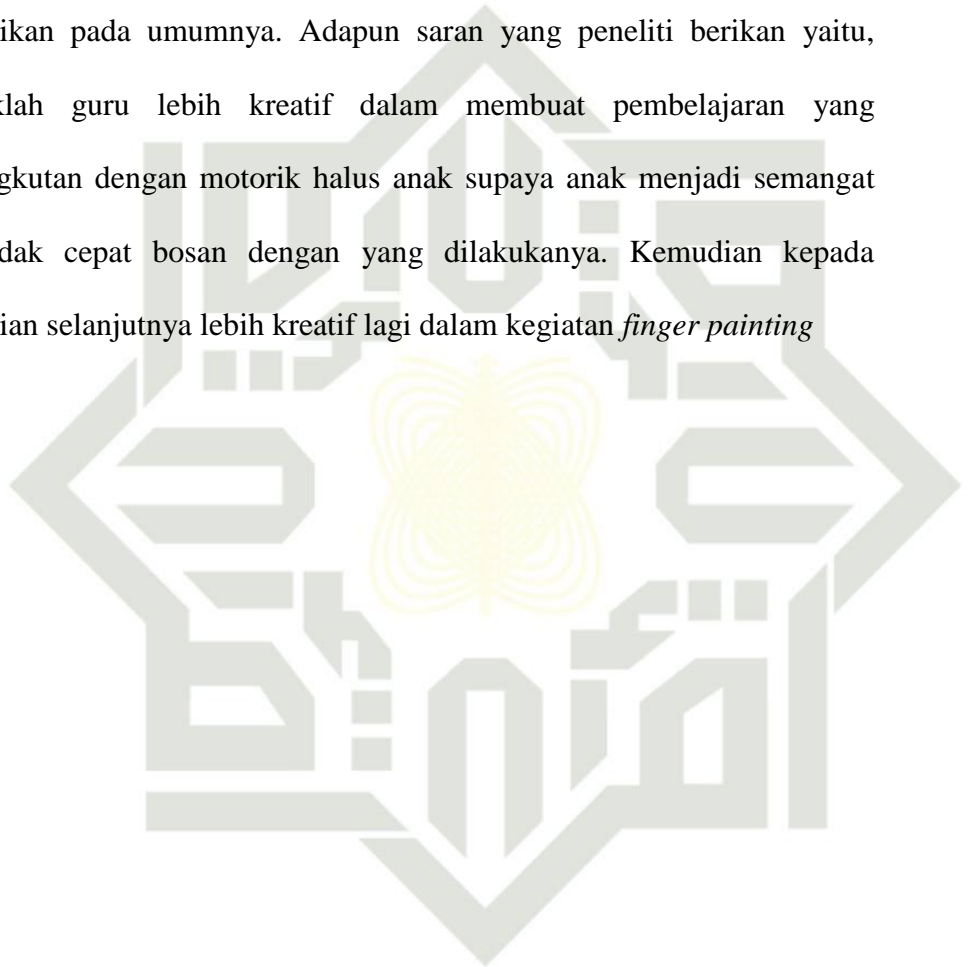 ikan pada umumnya. Adapun saran yang peneliti berikan yaitu,
klah guru lebih kreatif dalam membuat pembelajaran yang
gkutan dengan motorik halus anak supaya anak menjadi semangat
dak cepat bosan dengan yang dilakukanya. Kemudian kepada
ian selanjutnya lebih kreatif lagi dalam kegiatan finger painting